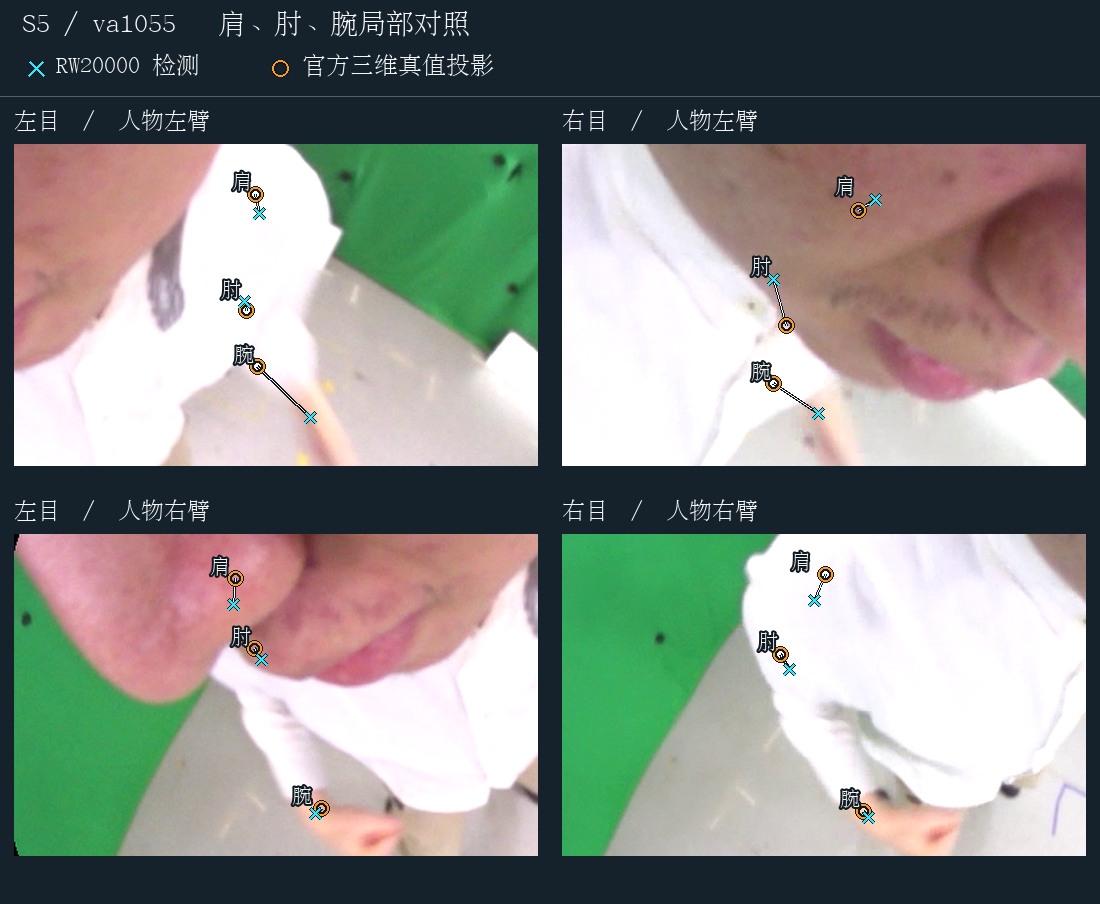 S5 / va1055 肩、肘、腕局部对照
RW20000 检测 官方三维真值投影
左目 / 人物左臂
右目 / 人物左臂
肩
肘
腕
肩
肘
腕
左目 / 人物右臂
右目 / 人物右臂
肩
肘
腕
肩
肘
腕